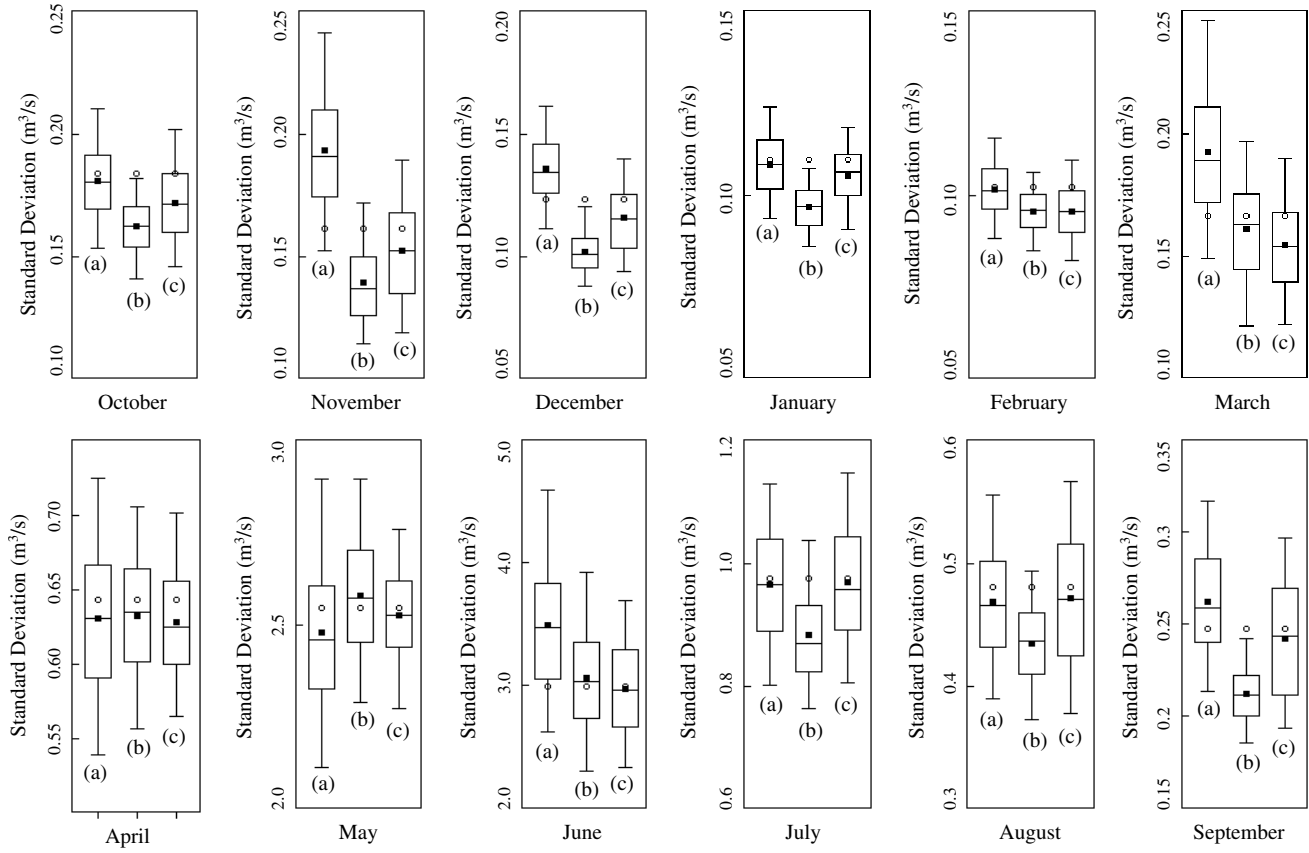 Standard Deviation (m³/s)
0.25
0.20
0.15
0.10
(a)
(b)
(c)
October
Standard Deviation (m³/s)
0.25
0.20
0.15
0.10
(a)
(b)
(c)
November
Standard Deviation (m³/s)
0.20
0.15
0.10
0.05
(a)
(b)
(c)
December
Standard Deviation (m³/s)
0.15
0.10
0.05
(a)
(b)
(c)
January
Standard Deviation (m³/s)
0.15
0.10
0.05
(a)
(b)
(c)
February
Standard Deviation (m³/s)
0.25
0.20
0.15
0.10
(a)
(b)
(c)
March
Standard Deviation (m³/s)
0.70
0.65
0.60
0.55
(a)
(b)
(c)
April
Standard Deviation (m³/s)
3.0
2.5
2.0
(a)
(b)
(c)
May
Standard Deviation (m³/s)
5.0
4.0
3.0
2.0
(a)
(b)
(c)
June
Standard Deviation (m³/s)
1.2
1.0
0.8
0.6
(a)
(b)
(c)
July
Standard Deviation (m³/s)
0.6
0.5
0.4
0.3
(a)
(b)
(c)
August
Standard Deviation (m³/s)
0.35
0.3
0.25
0.2
0.15
(a)
(b)
(c)
September